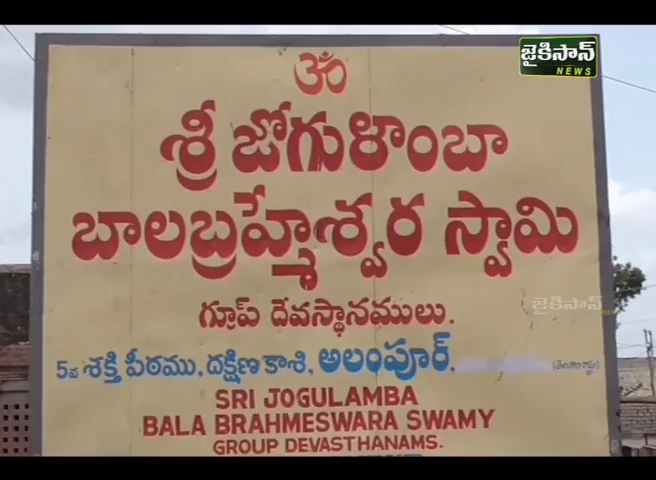 జైకిసాన్
NEWS
ॐ
శ్రీ జోగుళాంబా
బాలబ్రహ్మేశ్వర స్వామి
గ్రూప్ దేవస్థానములు.
జైకిసాన్
5వ శక్తి పీఠము, దక్షిణ కాశి, అలంపూర్,
SRI JOGULAMBA
BALA BRAHMESWARA SWAMY
GROUP DEVASTHANAMS.